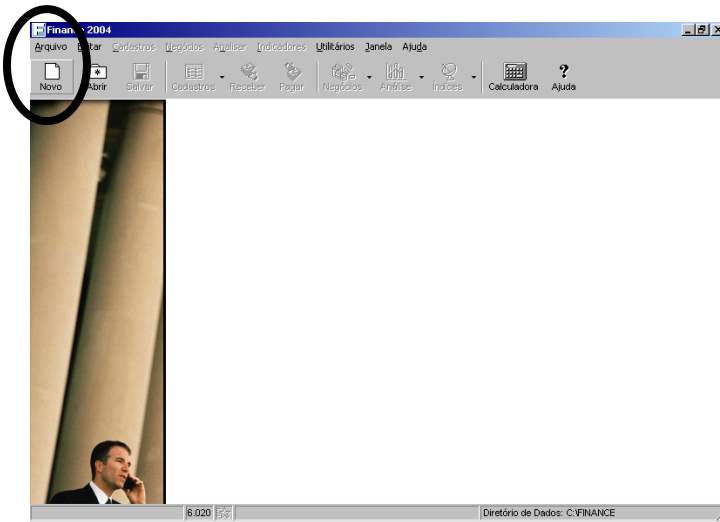 Finance 2004
Arquivo Editar Cadastros Negócios Analisar Indicadores Utilitários Janela Ajuda
Novo Abrir Salvar Cadastros Receber Pagar Negócios Análise Índices Calculadora Ajuda
6.020 Diretório de Dados: C:\FINANCE